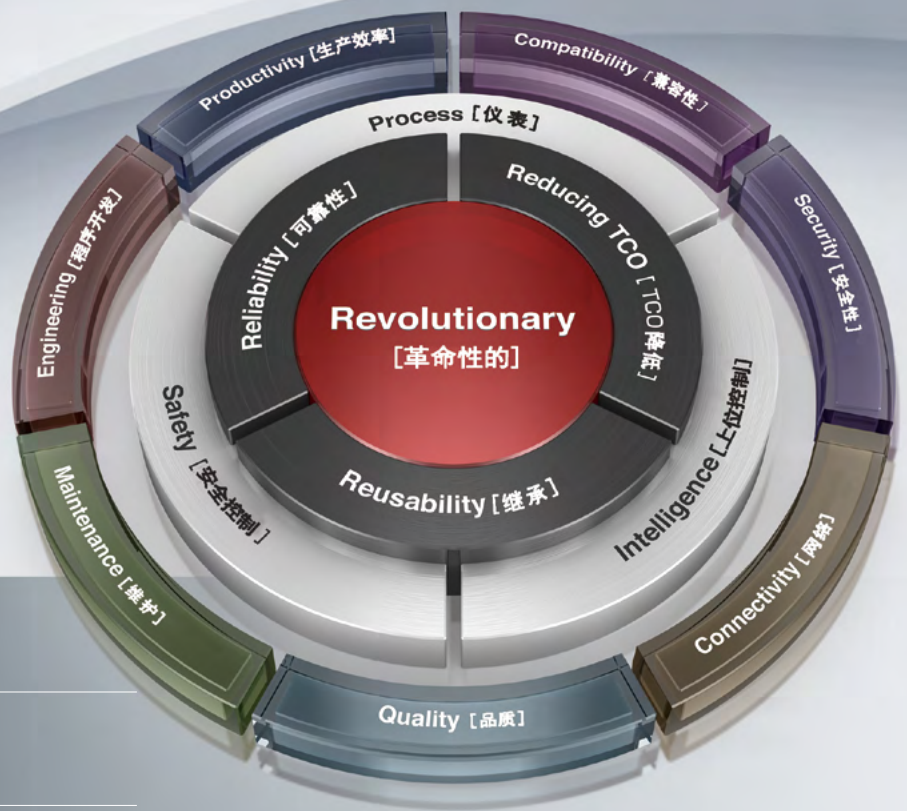 Productivity [生产效率]
Compatibility [兼容性]
Process [仪表]
Reliability [可靠性]
Reducing TCO [TCO降低]
Security [安全性]
Engineering [程序开发]
Revolutionary
[革命性的]
Safety [安全控制]
Intelligence [上位控制]
Reusability [继承]
Maintenance [维护]
Connectivity [网络]
Quality [品质]